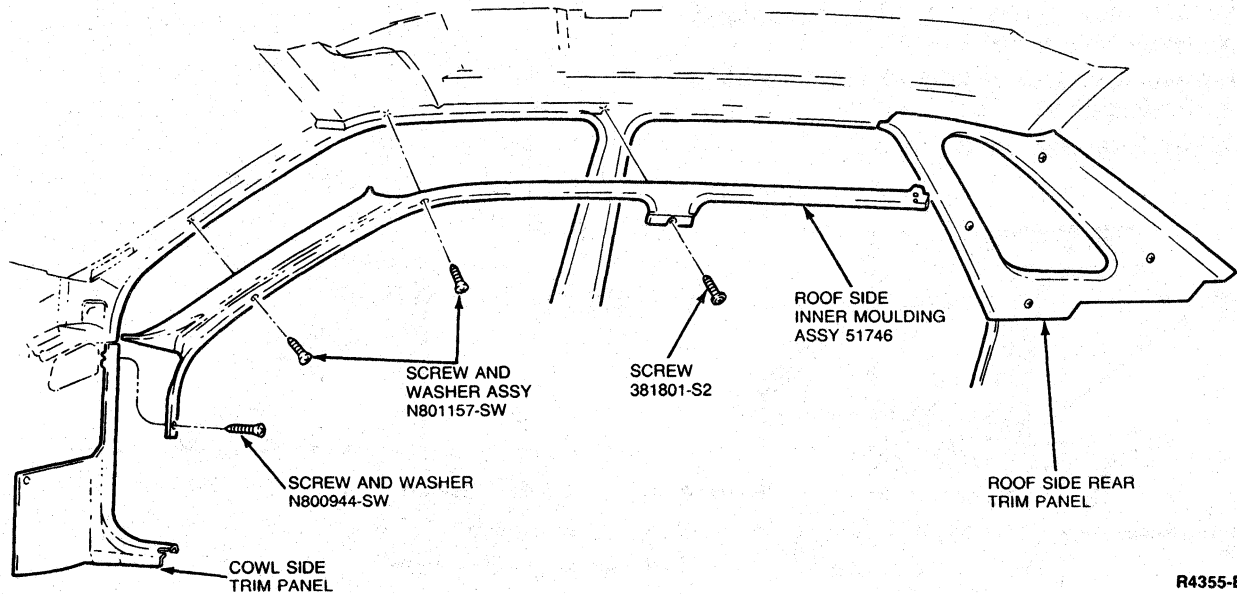 ROOF SIDE
INNER MOULDING
ASSY 51746
SCREW AND
WASHER ASSY
N801157-SW
SCREW
381801-S2
SCREW AND WASHER
N800944-SW
ROOF SIDE REAR
TRIM PANEL
COWL SIDE
TRIM PANEL